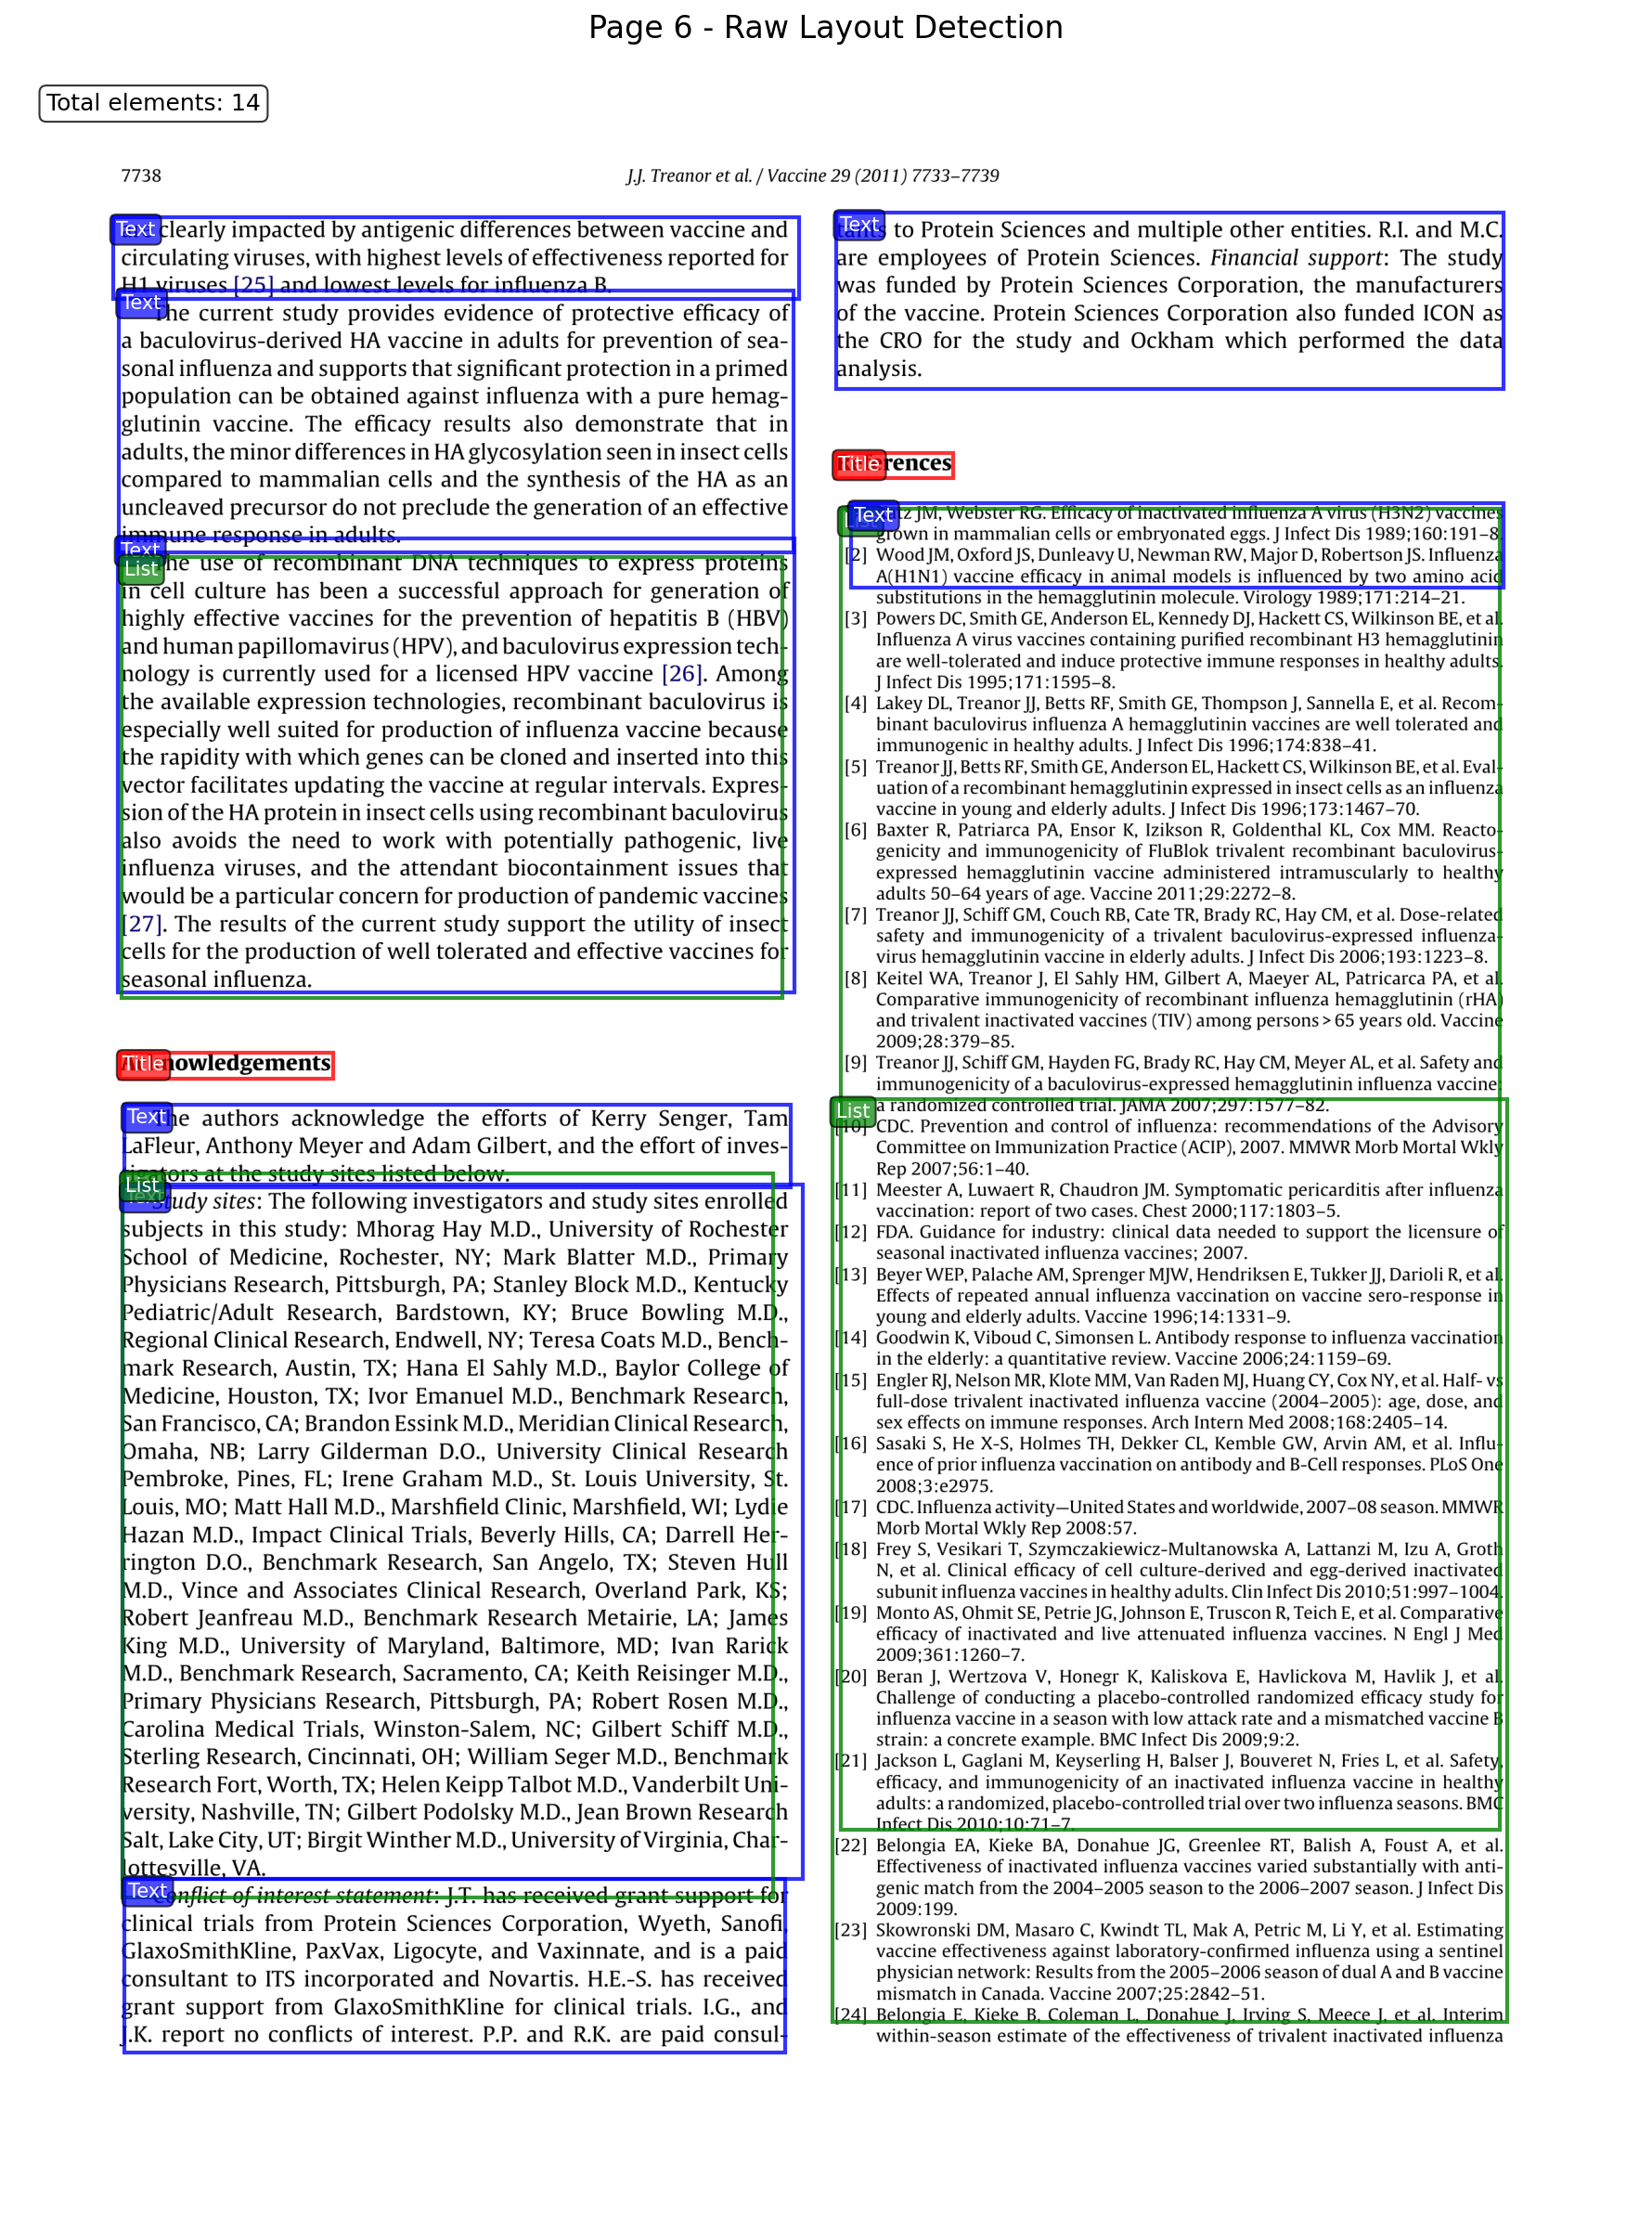 Page 6 - Raw Layout Detection
Total elements: 14
7738
J.J. Treanor et al. / Vaccine 29 (2011) 7733–7739
Text
clearly impacted by antigenic differences between vaccine and
circulating viruses, with highest levels of effectiveness reported for
H1 viruses [25] and lowest levels for influenza B.
Text
The current study provides evidence of protective efficacy of
a baculovirus-derived HA vaccine in adults for prevention of sea-
sonal influenza and supports that significant protection in a primed
population can be obtained against influenza with a pure hemag-
glutinin vaccine. The efficacy results also demonstrate that in
adults, the minor differences in HA glycosylation seen in insect cells
compared to mammalian cells and the synthesis of the HA as an
uncleaved precursor do not preclude the generation of an effective
immune response in adults.
Text
List
The use of recombinant DNA techniques to express proteins
in cell culture has been a successful approach for generation of
highly effective vaccines for the prevention of hepatitis B (HBV)
and human papillomavirus (HPV), and baculovirus expression tech-
nology is currently used for a licensed HPV vaccine [26]. Among
the available expression technologies, recombinant baculovirus is
especially well suited for production of influenza vaccine because
the rapidity with which genes can be cloned and inserted into this
vector facilitates updating the vaccine at regular intervals. Expres-
sion of the HA protein in insect cells using recombinant baculovirus
also avoids the need to work with potentially pathogenic, live
influenza viruses, and the attendant biocontainment issues that
would be a particular concern for production of pandemic vaccines
[27]. The results of the current study support the utility of insect
cells for the production of well tolerated and effective vaccines for
seasonal influenza.
Title
Acknowledgements
Text
The authors acknowledge the efforts of Kerry Senger, Tam
LaFleur, Anthony Meyer and Adam Gilbert, and the effort of inves-
tigators at the study sites listed below.
List
Text
Study sites: The following investigators and study sites enrolled
subjects in this study: Mhorag Hay M.D., University of Rochester
School of Medicine, Rochester, NY; Mark Blatter M.D., Primary
Physicians Research, Pittsburgh, PA; Stanley Block M.D., Kentucky
Pediatric/Adult Research, Bardstown, KY; Bruce Bowling M.D.,
Regional Clinical Research, Endwell, NY; Teresa Coats M.D., Bench-
mark Research, Austin, TX; Hana El Sahly M.D., Baylor College of
Medicine, Houston, TX; Ivor Emanuel M.D., Benchmark Research,
San Francisco, CA; Brandon Essink M.D., Meridian Clinical Research,
Omaha, NB; Larry Gilderman D.O., University Clinical Research
Pembroke, Pines, FL; Irene Graham M.D., St. Louis University, St.
Louis, MO; Matt Hall M.D., Marshfield Clinic, Marshfield, WI; Lydie
Hazan M.D., Impact Clinical Trials, Beverly Hills, CA; Darrell Her-
rington D.O., Benchmark Research, San Angelo, TX; Steven Hull
M.D., Vince and Associates Clinical Research, Overland Park, KS;
Robert Jeanfreau M.D., Benchmark Research Metairie, LA; James
King M.D., University of Maryland, Baltimore, MD; Ivan Rarick
M.D., Benchmark Research, Sacramento, CA; Keith Reisinger M.D.,
Primary Physicians Research, Pittsburgh, PA; Robert Rosen M.D.,
Carolina Medical Trials, Winston-Salem, NC; Gilbert Schiff M.D.,
Sterling Research, Cincinnati, OH; William Seger M.D., Benchmark
Research Fort, Worth, TX; Helen Keipp Talbot M.D., Vanderbilt Uni-
versity, Nashville, TN; Gilbert Podolsky M.D., Jean Brown Research
Salt, Lake City, UT; Birgit Winther M.D., University of Virginia, Char-
lottesville, VA.
Text
Conflict of interest statement: J.T. has received grant support for
clinical trials from Protein Sciences Corporation, Wyeth, Sanofi,
GlaxoSmithKline, PaxVax, Ligocyte, and Vaxinnate, and is a paid
consultant to ITS incorporated and Novartis. H.E.-S. has received
grant support from GlaxoSmithKline for clinical trials. I.G., and
J.K. report no conflicts of interest. P.P. and R.K. are paid consul-
Text
tants to Protein Sciences and multiple other entities. R.I. and M.C.
are employees of Protein Sciences. Financial support: The study
was funded by Protein Sciences Corporation, the manufacturers
of the vaccine. Protein Sciences Corporation also funded ICON as
the CRO for the study and Ockham which performed the data
analysis.
Title
References
List
Text
Katz JM, Webster RG. Efficacy of inactivated influenza A virus (H3N2) vaccines
grown in mammalian cells or embryonated eggs. J Infect Dis 1989;160:191–8.
[2] Wood JM, Oxford JS, Dunleavy U, Newman RW, Major D, Robertson JS. Influenza
A(H1N1) vaccine efficacy in animal models is influenced by two amino acid
substitutions in the hemagglutinin molecule. Virology 1989;171:214–21.
[3] Powers DC, Smith GE, Anderson EL, Kennedy DJ, Hackett CS, Wilkinson BE, et al.
Influenza A virus vaccines containing purified recombinant H3 hemagglutinin
are well-tolerated and induce protective immune responses in healthy adults.
J Infect Dis 1995;171:1595–8.
[4] Lakey DL, Treanor JJ, Betts RF, Smith GE, Thompson J, Sannella E, et al. Recom-
binant baculovirus influenza A hemagglutinin vaccines are well tolerated and
immunogenic in healthy adults. J Infect Dis 1996;174:838–41.
[5] Treanor JJ, Betts RF, Smith GE, Anderson EL, Hackett CS, Wilkinson BE, et al. Eval-
uation of a recombinant hemagglutinin expressed in insect cells as an influenza
vaccine in young and elderly adults. J Infect Dis 1996;173:1467–70.
[6] Baxter R, Patriarca PA, Ensor K, Izikson R, Goldenthal KL, Cox MM. Reacto-
genicity and immunogenicity of FluBlok trivalent recombinant baculovirus-
expressed hemagglutinin vaccine administered intramuscularly to healthy
adults 50–64 years of age. Vaccine 2011;29:2272–8.
[7] Treanor JJ, Schiff GM, Couch RB, Cate TR, Brady RC, Hay CM, et al. Dose-related
safety and immunogenicity of a trivalent baculovirus-expressed influenza-
virus hemagglutinin vaccine in elderly adults. J Infect Dis 2006;193:1223–8.
[8] Keitel WA, Treanor J, El Sahly HM, Gilbert A, Maeyer AL, Patricarca PA, et al.
Comparative immunogenicity of recombinant influenza hemagglutinin (rHA)
and trivalent inactivated vaccines (TIV) among persons > 65 years old. Vaccine
2009;28:379–85.
[9] Treanor JJ, Schiff GM, Hayden FG, Brady RC, Hay CM, Meyer AL, et al. Safety and
immunogenicity of a baculovirus-expressed hemagglutinin influenza vaccine:
a randomized controlled trial. JAMA 2007;297:1577–82.
List
[10] CDC. Prevention and control of influenza: recommendations of the Advisory
Committee on Immunization Practice (ACIP), 2007. MMWR Morb Mortal Wkly
Rep 2007;56:1–40.
[11] Meester A, Luwaert R, Chaudron JM. Symptomatic pericarditis after influenza
vaccination: report of two cases. Chest 2000;117:1803–5.
[12] FDA. Guidance for industry: clinical data needed to support the licensure of
seasonal inactivated influenza vaccines; 2007.
[13] Beyer WEP, Palache AM, Sprenger MJW, Hendriksen E, Tukker JJ, Darioli R, et al.
Effects of repeated annual influenza vaccination on vaccine sero-response in
young and elderly adults. Vaccine 1996;14:1331–9.
[14] Goodwin K, Viboud C, Simonsen L. Antibody response to influenza vaccination
in the elderly: a quantitative review. Vaccine 2006;24:1159–69.
[15] Engler RJ, Nelson MR, Klote MM, Van Raden MJ, Huang CY, Cox NY, et al. Half- vs
full-dose trivalent inactivated influenza vaccine (2004–2005): age, dose, and
sex effects on immune responses. Arch Intern Med 2008;168:2405–14.
[16] Sasaki S, He X-S, Holmes TH, Dekker CL, Kemble GW, Arvin AM, et al. Influ-
ence of prior influenza vaccination on antibody and B-Cell responses. PLoS One
2008;3:e2975.
[17] CDC. Influenza activity—United States and worldwide, 2007–08 season. MMWR
Morb Mortal Wkly Rep 2008:57.
[18] Frey S, Vesikari T, Szymczakiewicz-Multanowska A, Lattanzi M, Izu A, Groth
N, et al. Clinical efficacy of cell culture-derived and egg-derived inactivated
subunit influenza vaccines in healthy adults. Clin Infect Dis 2010;51:997–1004.
[19] Monto AS, Ohmit SE, Petrie JG, Johnson E, Truscon R, Teich E, et al. Comparative
efficacy of inactivated and live attenuated influenza vaccines. N Engl J Med
2009;361:1260–7.
[20] Beran J, Wertzova V, Honegr K, Kaliskova E, Havlickova M, Havlik J, et al.
Challenge of conducting a placebo-controlled randomized efficacy study for
influenza vaccine in a season with low attack rate and a mismatched vaccine B
strain: a concrete example. BMC Infect Dis 2009;9:2.
[21] Jackson L, Gaglani M, Keyserling H, Balser J, Bouveret N, Fries L, et al. Safety,
efficacy, and immunogenicity of an inactivated influenza vaccine in healthy
adults: a randomized, placebo-controlled trial over two influenza seasons. BMC
Infect Dis 2010;10:71–7.
[22] Belongia EA, Kieke BA, Donahue JG, Greenlee RT, Balish A, Foust A, et al.
Effectiveness of inactivated influenza vaccines varied substantially with anti-
genic match from the 2004–2005 season to the 2006–2007 season. J Infect Dis
2009:199.
[23] Skowronski DM, Masaro C, Kwindt TL, Mak A, Petric M, Li Y, et al. Estimating
vaccine effectiveness against laboratory-confirmed influenza using a sentinel
physician network: Results from the 2005–2006 season of dual A and B vaccine
mismatch in Canada. Vaccine 2007;25:2842–51.
[24] Belongia E, Kieke B, Coleman L, Donahue J, Irving S, Meece J, et al. Interim
within-season estimate of the effectiveness of trivalent inactivated influenza